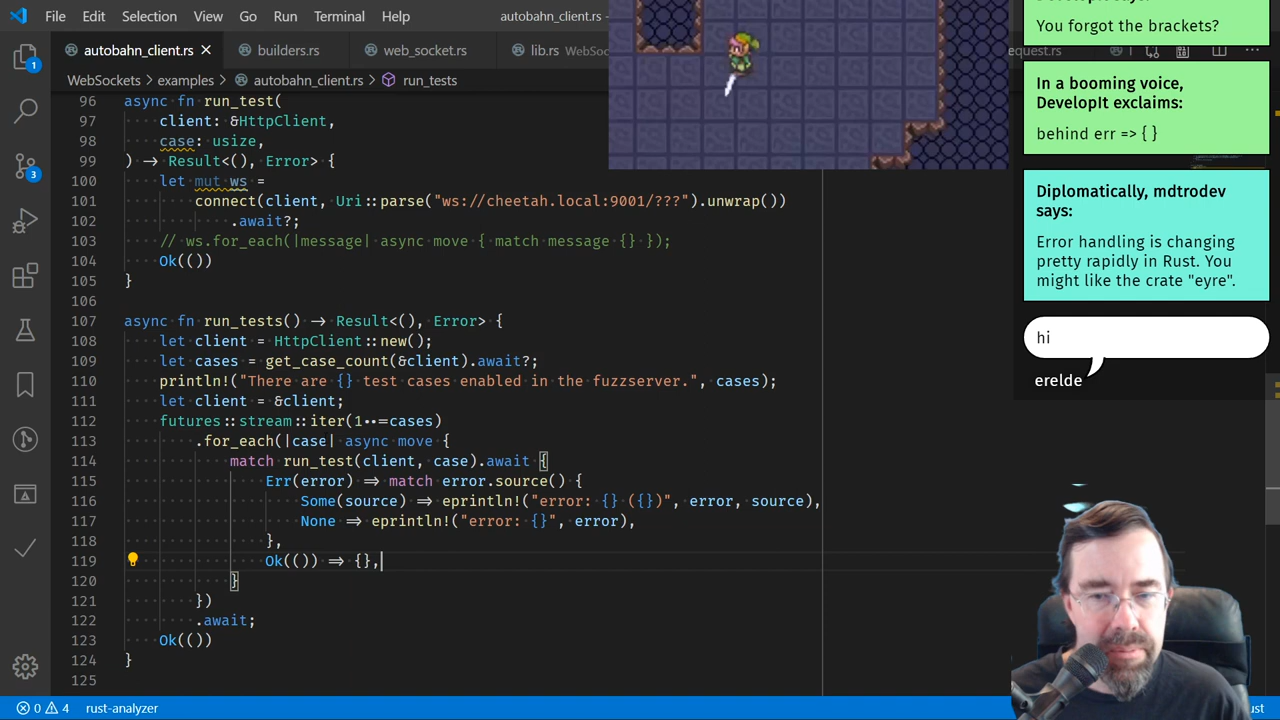 File Edit Selection View Go Run Terminal Help autobahn_client.rs -
autobahn_client.rs builders.rs web_socket.rs lib.rs WebSoc equest.rs
WebSockets > examples > autobahn_client.rs > run_tests
96 async fn run_test(
97 client: &HttpClient,
98 case: usize,
99 ) -> Result<(), Error> {
100 let mut ws =
101 connect(client, Uri::parse("ws://cheetah.local:9001/???").unwrap())
102 .await?;
103 // ws.for_each(|message| async move { match message {} });
104 Ok(())
105 }
106
107 async fn run_tests() -> Result<(), Error> {
108 let client = HttpClient::new();
109 let cases = get_case_count(&client).await?;
110 println!("There are {} test cases enabled in the fuzzserver.", cases);
111 let client = &client;
112 futures::stream::iter(1..=cases)
113 .for_each(|case| async move {
114 match run_test(client, case).await {
115 Err(error) => match error.source() {
116 Some(source) => eprintln!("error: {} ({})", error, source),
117 None => eprintln!("error: {}", error),
118 },
119 Ok(()) => {},
120 }
121 })
122 .await;
123 Ok(())
124 }
125
You forgot the brackets?
In a booming voice,
DevelopIt exclaims:
behind err => { }
Diplomatically, mdtrodev
says:
Error handling is changing
pretty rapidly in Rust. You
might like the crate "eyre".
hi
erelde
1
3
0 4 rust-analyzer